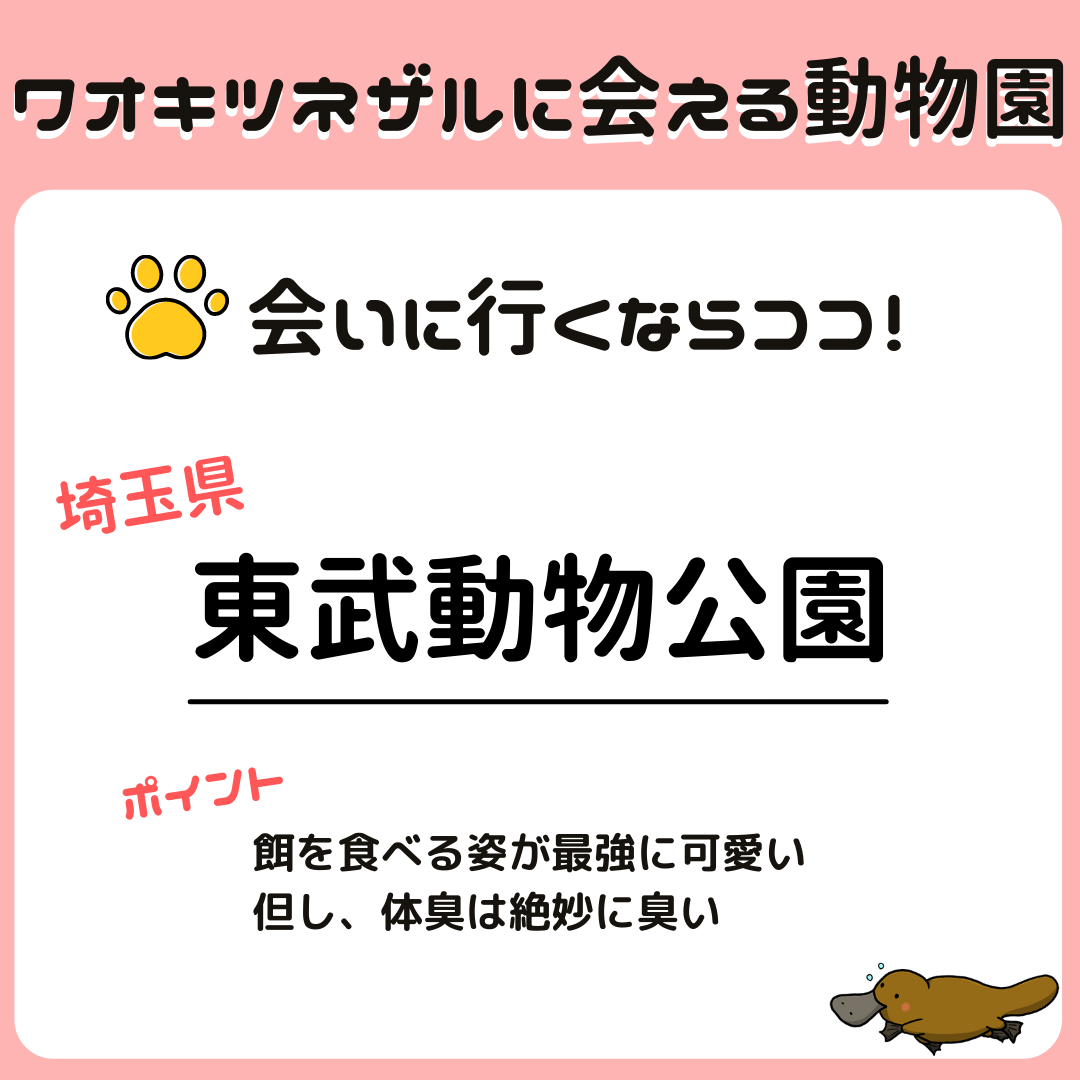 ワオキツネザルに会える動物園
会いに行くならココ!
埼玉県
東武動物公園
ポイント
餌を食べる姿が最強に可愛い
但し、体臭は絶妙に臭い